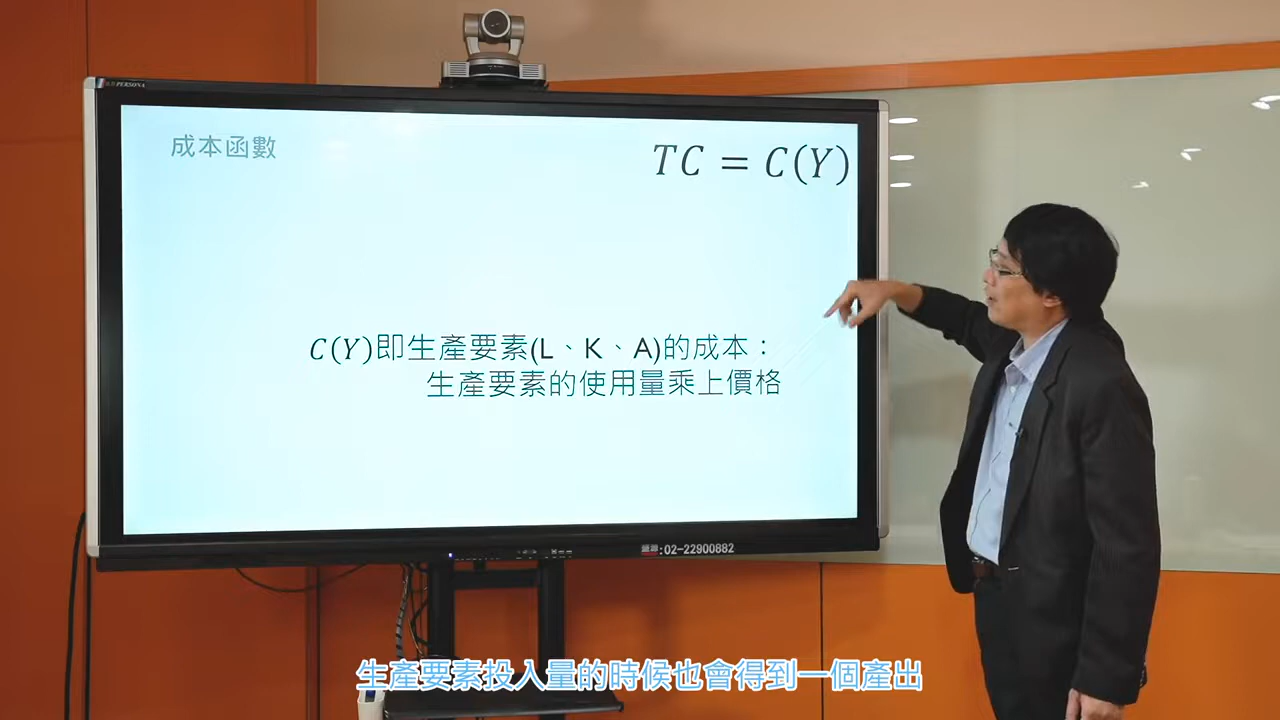 PERSONA
成本函數
TC = C(Y)
C(Y)即生產要素(L、K、A)的成本：
生產要素的使用量乘上價格
:02-22900882
生產要素投入量的時候也會得到一個產出